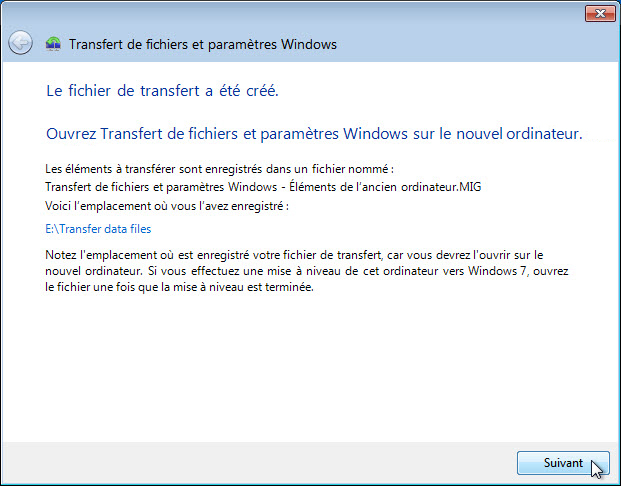 Transfert de fichiers et paramètres Windows
Le fichier de transfert a été créé.
Ouvrez Transfert de fichiers et paramètres Windows sur le nouvel ordinateur.
Les éléments à transférer sont enregistrés dans un fichier nommé :
Transfert de fichiers et paramètres Windows - Éléments de l'ancien ordinateur.MIG
Voici l'emplacement où vous l'avez enregistré :
E:\Transfer data files
Notez l'emplacement où est enregistré votre fichier de transfert, car vous devrez l'ouvrir sur le
nouvel ordinateur. Si vous effectuez une mise à niveau de cet ordinateur vers Windows 7, ouvrez
le fichier une fois que la mise à niveau est terminée.
Suivant